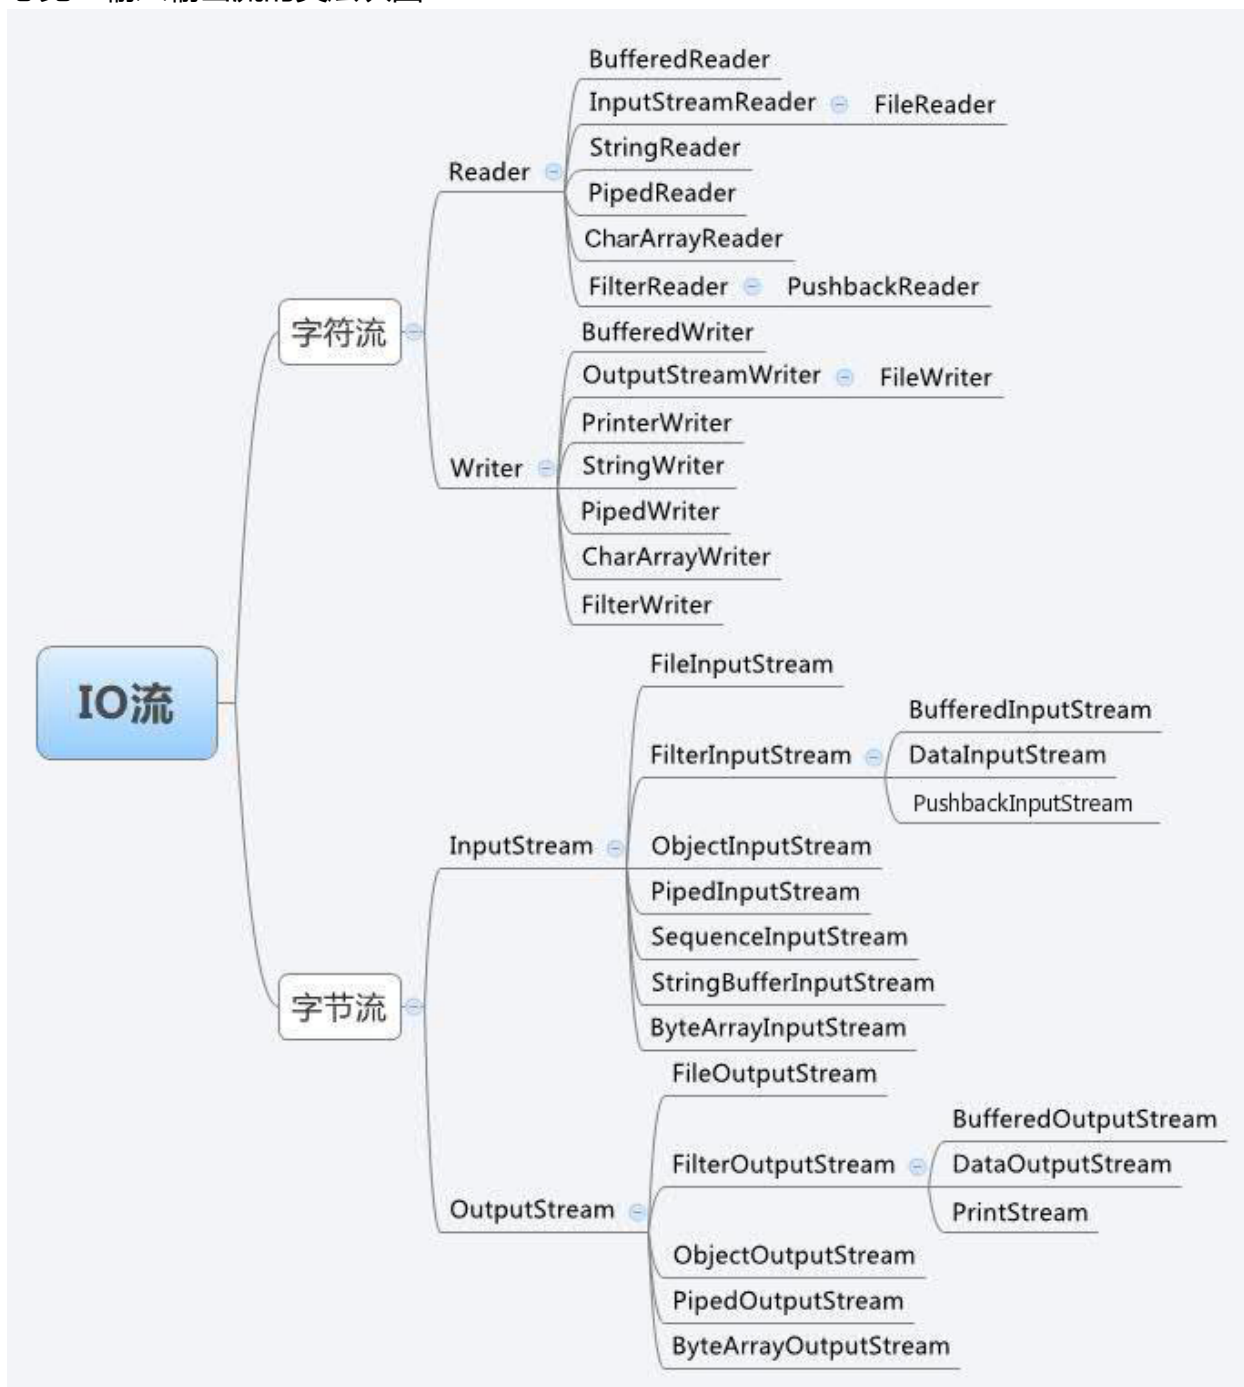 BufferedReader
InputStreamReader FileReader
StringReader
Reader
PipedReader
CharArrayReader
FilterReader PushbackReader
字符流
BufferedWriter
OutputStreamWriter FileWriter
PrinterWriter
Writer
StringWriter
PipedWriter
CharArrayWriter
FilterWriter
IO流
FileInputStream
BufferedInputStream
FilterInputStream
DataInputStream
PushbackInputStream
InputStream
ObjectInputStream
PipedInputStream
SequenceInputStream
StringBufferInputStream
字节流
ByteArrayInputStream
FileOutputStream
BufferedOutputStream
FilterOutputStream
DataOutputStream
PrintStream
OutputStream
ObjectOutputStream
PipedOutputStream
ByteArrayOutputStream